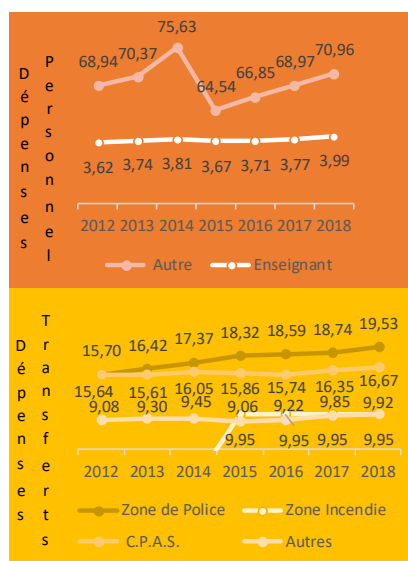 Dépenses
Personnel
75,63
68,94 70,37 64,54 66,85 68,97 70,96
3,62 3,74 3,81 3,67 3,71 3,77 3,99
2012 2013 2014 2015 2016 2017 2018
Autre Enseignant
Dépenses
Transferts
15,70 16,42 17,37 18,32 18,59 18,74 19,53
15,64 15,61 16,05 15,86 15,74 16,35 16,67
9,08 9,30 9,45 9,06 9,22 9,85 9,92
9,95 9,95 9,95 9,95
2012 2013 2014 2015 2016 2017 2018
Zone de Police Zone Incendie
C.P.A.S. Autres